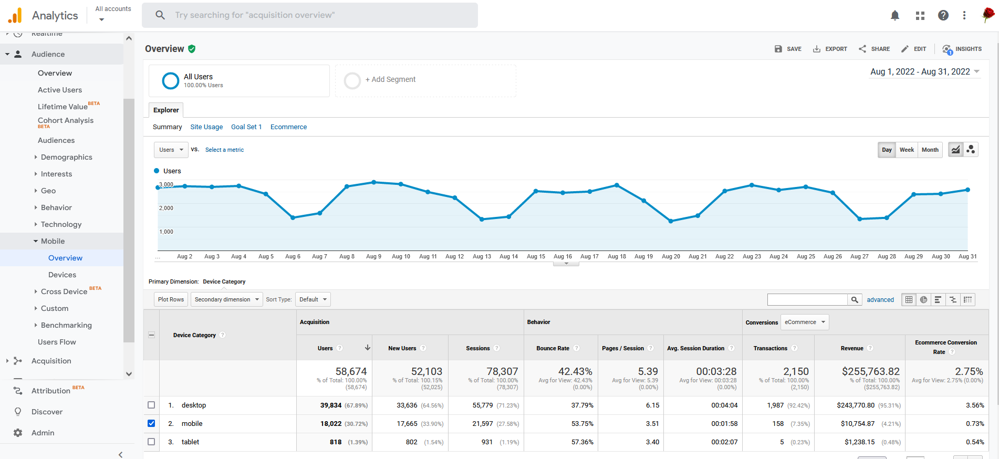 Analytics
All accounts
Try searching for "acquisition overview"
Realtime
Audience
Overview
Active Users
Lifetime Value BETA
Cohort Analysis
BETA
Audiences
Demographics
Interests
Geo
Behavior
Technology
Mobile
Overview
Devices
Cross Device BETA
Custom
Benchmarking
Users Flow
Acquisition
Attribution BETA
Discover
Admin
Overview
SAVE
EXPORT
SHARE
EDIT
1
INSIGHTS
All Users
100.00% Users
+ Add Segment
Aug 1, 2022 - Aug 31, 2022
Explorer
Summary Site Usage Goal Set 1 Ecommerce
Users VS. Select a metric
Day Week Month
Users
3,000
2,000
1,000
... Aug 2 Aug 3 Aug 4 Aug 5 Aug 6 Aug 7 Aug 8 Aug 9 Aug 10 Aug 11 Aug 12 Aug 13 Aug 14 Aug 15 Aug 16 Aug 17 Aug 18 Aug 19 Aug 20 Aug 21 Aug 22 Aug 23 Aug 24 Aug 25 Aug 26 Aug 27 Aug 28 Aug 29 Aug 30 Aug 31
Primary Dimension: Device Category
Plot Rows Secondary dimension Sort Type: Default
advanced
Device Category ?
Acquisition Behavior Conversions eCommerce
Users ? New Users ? Sessions ? Bounce Rate ? Pages / Session ? Avg. Session Duration ? Transactions ? Revenue ? Ecommerce Conversion
Rate ?
58,674 52,103 78,307 42.43% 5.39 00:03:28 2,150 $255,763.82 2.75%
% of Total: 100.00% % of Total: 100.15% % of Total: 100.00% Avg for View: 42.43% Avg for View: 5.39 Avg for View: 00:03:28 % of Total: 100.00% % of Total: 100.00% Avg for View: 2.75% (0.00%)
(58,674) (52,025) (78,307) (0.00%) (0.00%) (0.00%) (2,150) ($255,763.82)
1. desktop 39,834 (67.89%) 33,636 (64.56%) 55,779 (71.23%) 37.79% 6.15 00:04:04 1,987 (92.42%) $243,770.80 (95.31%) 3.56%
2. mobile 18,022 (30.72%) 17,665 (33.90%) 21,597 (27.58%) 53.75% 3.51 00:01:58 158 (7.35%) $10,754.87 (4.21%) 0.73%
3. tablet 818 (1.39%) 802 (1.54%) 931 (1.19%) 57.36% 3.40 00:02:07 5 (0.23%) $1,238.15 (0.48%) 0.54%